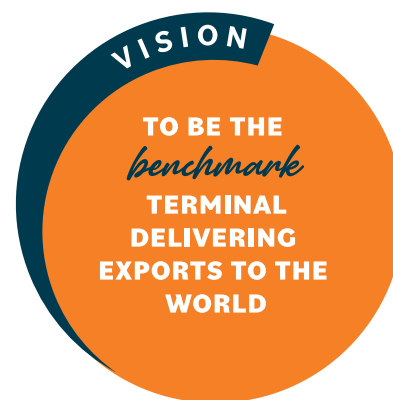 VISION
TO BE THE
benchmark
TERMINAL
DELIVERING
EXPORTS TO THE
WORLD